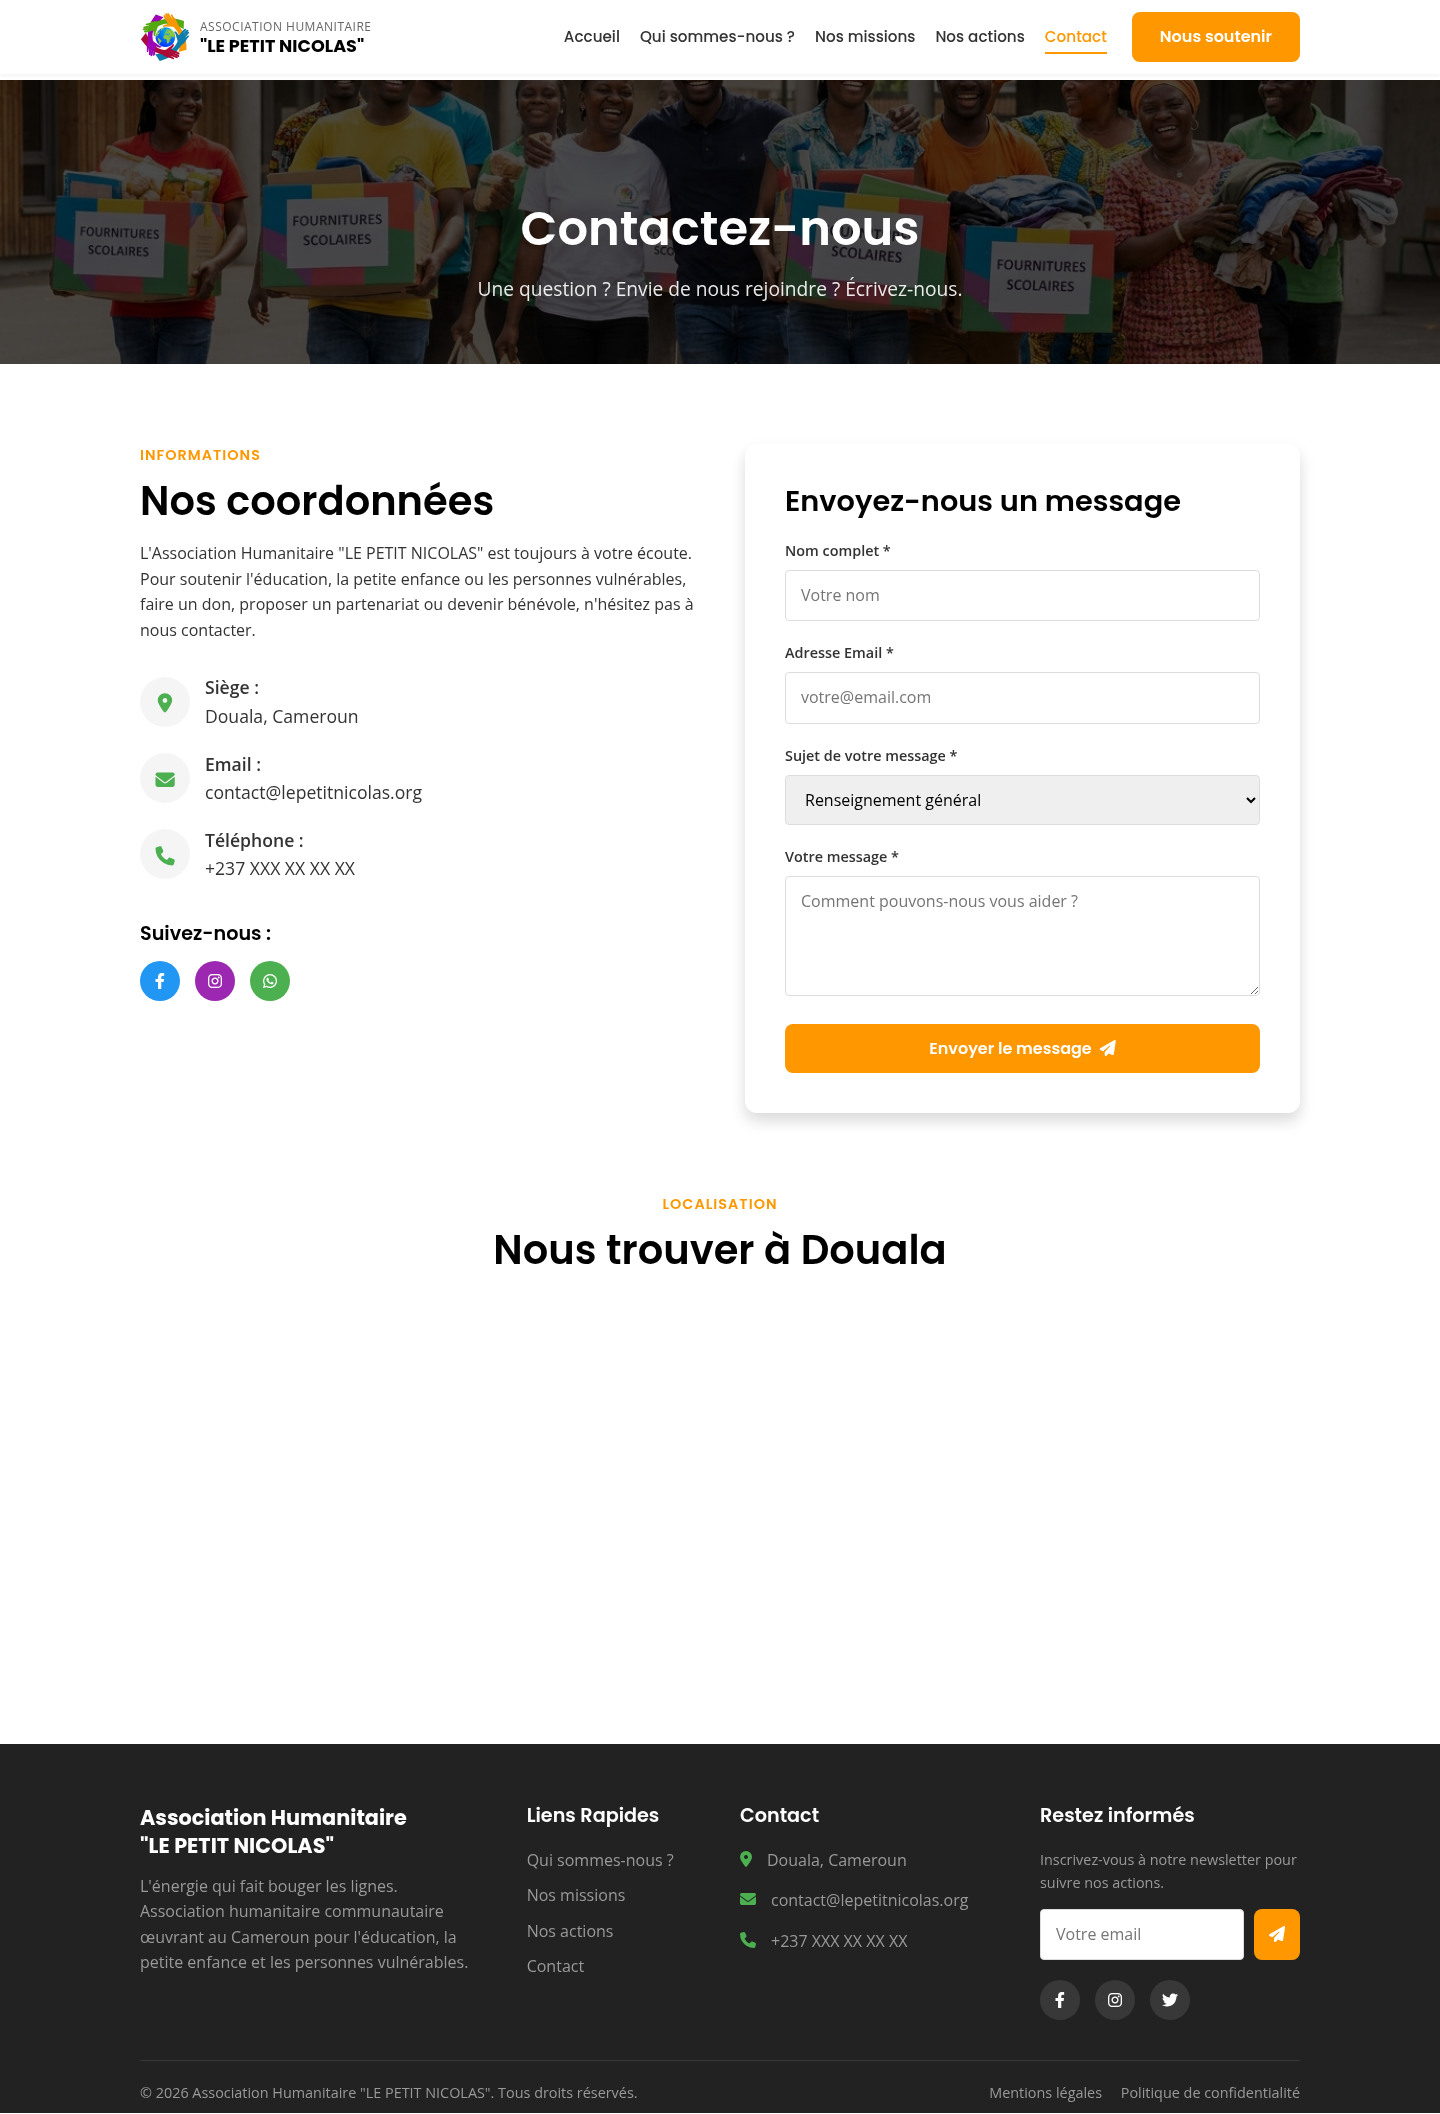 ASSOCIATION HUMANITAIRE
"LE PETIT NICOLAS"
Accueil
Qui sommes-nous ?
Nos missions
Nos actions
Contact
Nous soutenir
FOURNITURES
SCOLAIRES
FOURNITURES
SCOLAIRES
FOURNITURES
SCOLAIRES
Contactez-nous
Une question ? Envie de nous rejoindre ? Écrivez-nous.
INFORMATIONS
Nos coordonnées
L'Association Humanitaire "LE PETIT NICOLAS" est toujours à votre écoute.
Pour soutenir l'éducation, la petite enfance ou les personnes vulnérables,
faire un don, proposer un partenariat ou devenir bénévole, n'hésitez pas à
nous contacter.
Siège :
Douala, Cameroun
Email :
contact@lepetitnicolas.org
Téléphone :
+237 XXX XX XX XX
Suivez-nous :
Envoyez-nous un message
Nom complet *
Votre nom
Adresse Email *
votre@email.com
Sujet de votre message *
Renseignement général
Votre message *
Comment pouvons-nous vous aider ?
Envoyer le message
LOCALISATION
Nous trouver à Douala
Association Humanitaire
"LE PETIT NICOLAS"
L'énergie qui fait bouger les lignes.
Association humanitaire communautaire
œuvrant au Cameroun pour l'éducation, la
petite enfance et les personnes vulnérables.
Liens Rapides
Qui sommes-nous ?
Nos missions
Nos actions
Contact
Contact
Douala, Cameroun
contact@lepetitnicolas.org
+237 XXX XX XX XX
Restez informés
Inscrivez-vous à notre newsletter pour
suivre nos actions.
Votre email
© 2026 Association Humanitaire "LE PETIT NICOLAS". Tous droits réservés.
Mentions légales
Politique de confidentialité